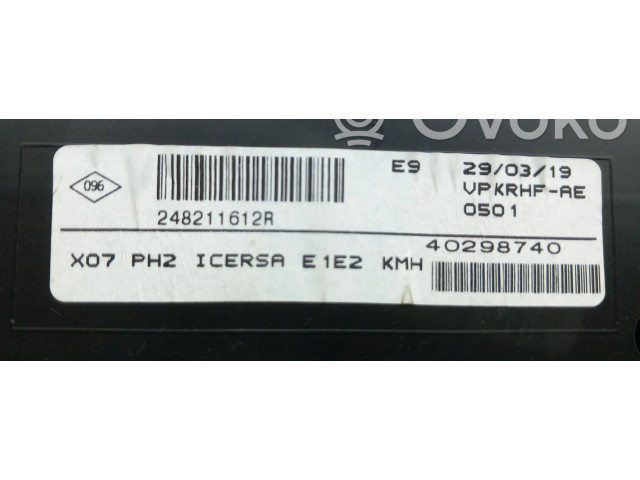 Ovoko
E9 29/03/19
096
VPKRHF-AE
248211612R
0501
40298740
X07 PH2 ICERSA E1E2 KMH